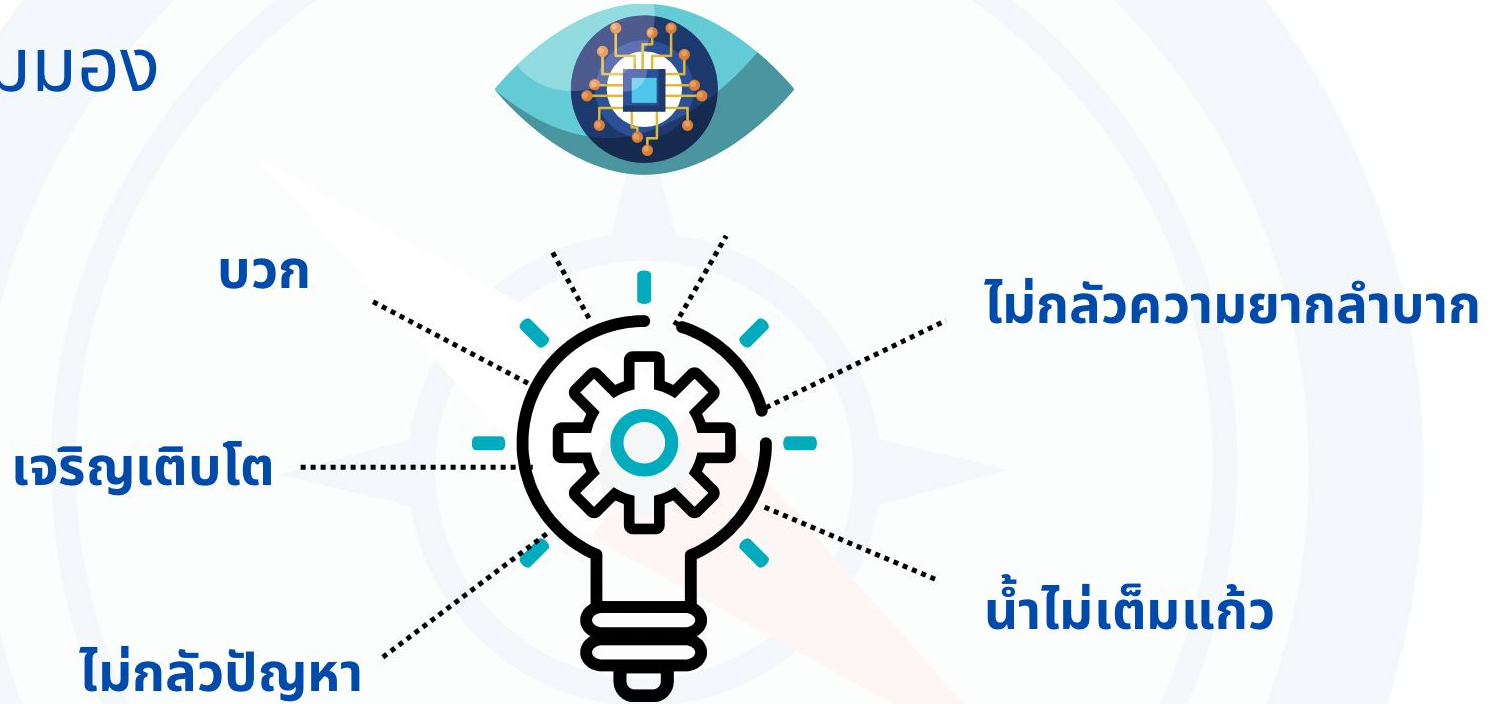 มมอง
บวก
ไม่กลัวความยากลำบาก
เจริญเติบโต
น้ำไม่เต็มแก้ว
ไม่กลัวปัญหา